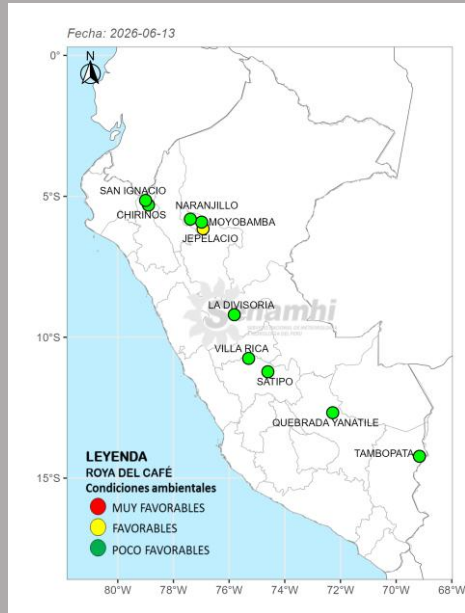 Fecha: 2026-06-13
N
0°
5°S
10°S
15°S
SAN IGNACIO
CHIRINOS
NARANJILLO
MOYOBAMBA
JEPELACIO
LA DIVISORIA
Senamhi
VILLA RICA
SATIPO
QUEBRADA YANATILE
TAMBOPATA
LEYENDA
ROYA DEL CAFÉ
Condiciones ambientales
MUY FAVORABLES
FAVORABLES
POCO FAVORABLES
80°W
78°W
76°W
74°W
72°W
70°W
68°W